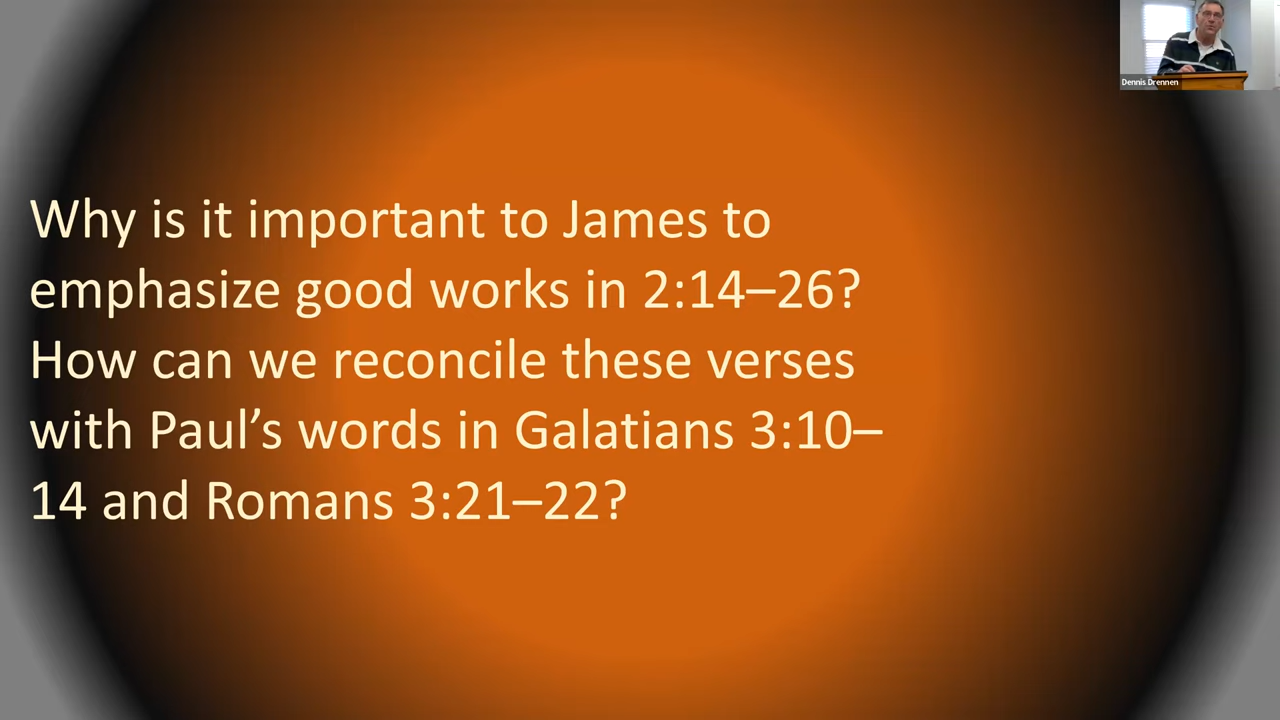 Why is it important to James to
emphasize good works in 2:14–26?
How can we reconcile these verses
with Paul’s words in Galatians 3:10–
14 and Romans 3:21–22?
Dennis Drennen